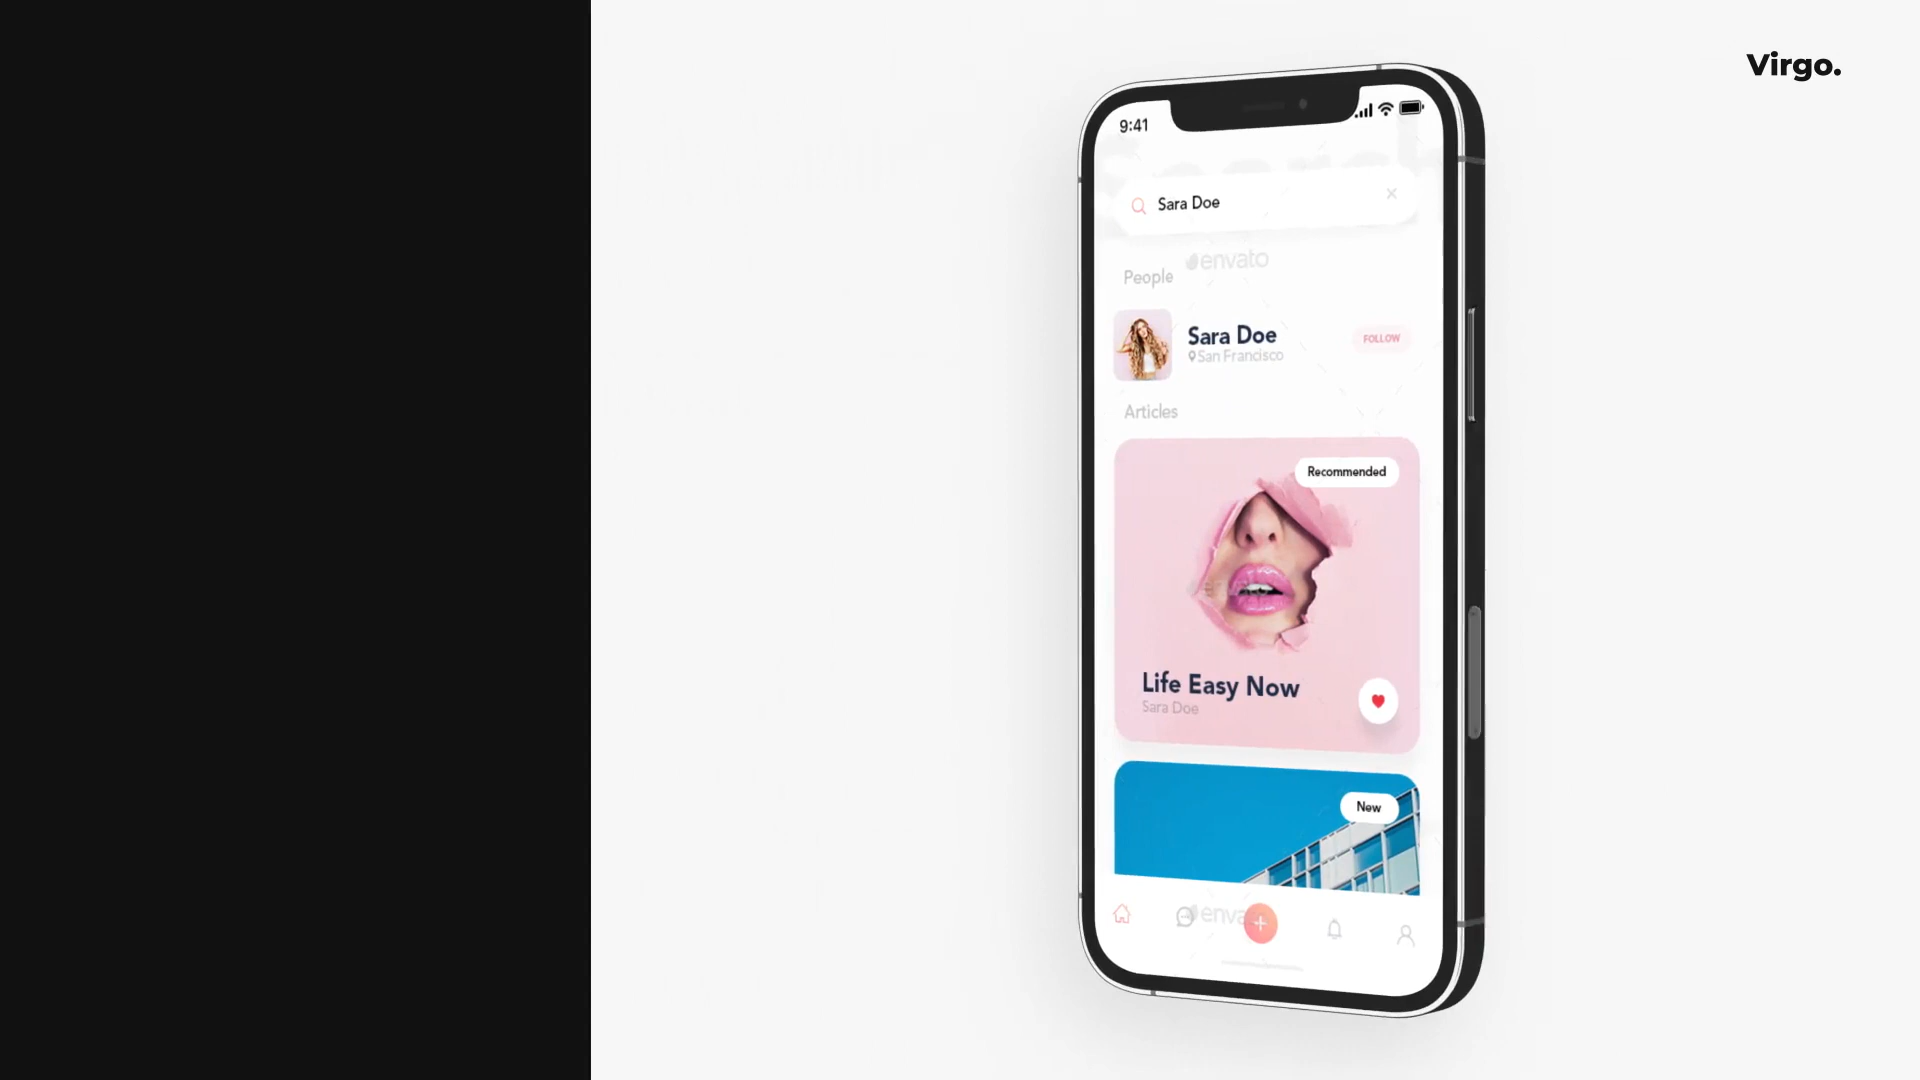 Virgo.
9:41
Sara Doe
envato
People
Sara Doe
San Francisco
FOLLOW
Articles
Recommended
Life Easy Now
Sara Doe
New
enva